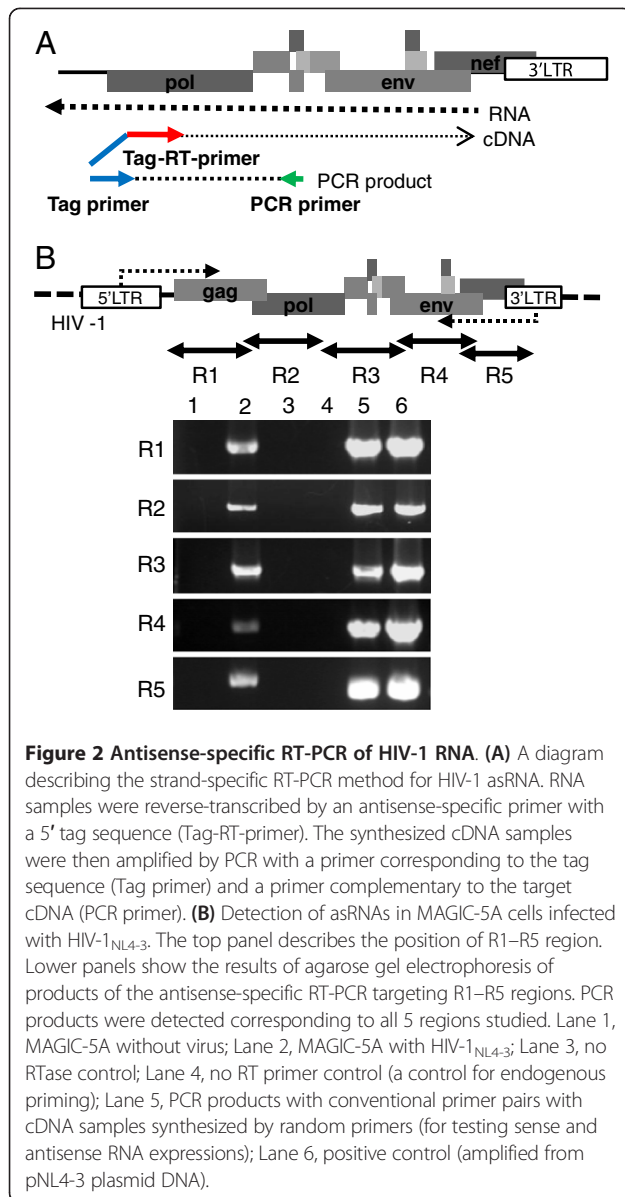 A
pol
env
nef
3'LTR
RNA
cDNA
Tag-RT-primer
PCR product
Tag primer
PCR primer
B
5'LTR
gag
pol
env
3'LTR
HIV -1
R1 R2 R3 R4 R5
1 2 3 4 5 6
R1
R2
R3
R4
R5
Figure 2 Antisense-specific RT-PCR of HIV-1 RNA. (A) A diagram
describing the strand-specific RT-PCR method for HIV-1 asRNA. RNA
samples were reverse-transcribed by an antisense-specific primer with
a 5′ tag sequence (Tag-RT-primer). The synthesized cDNA samples
were then amplified by PCR with a primer corresponding to the tag
sequence (Tag primer) and a primer complementary to the target
cDNA (PCR primer). (B) Detection of asRNAs in MAGIC-5A cells infected
with HIV-1NL4-3. The top panel describes the position of R1–R5 region.
Lower panels show the results of agarose gel electrophoresis of
products of the antisense-specific RT-PCR targeting R1–R5 regions. PCR
products were detected corresponding to all 5 regions studied. Lane 1,
MAGIC-5A without virus; Lane 2, MAGIC-5A with HIV-1NL4-3; Lane 3, no
RTase control; Lane 4, no RT primer control (a control for endogenous
priming); Lane 5, PCR products with conventional primer pairs with
cDNA samples synthesized by random primers (for testing sense and
antisense RNA expressions); Lane 6, positive control (amplified from
pNL4-3 plasmid DNA).